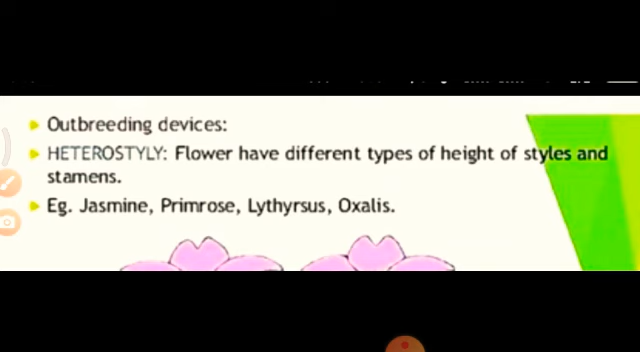 Outbreeding devices:
HETEROSTYLY: Flower have different types of height of styles and
stamens.
Eg. Jasmine, Primrose, Lythyrsus, Oxalis.